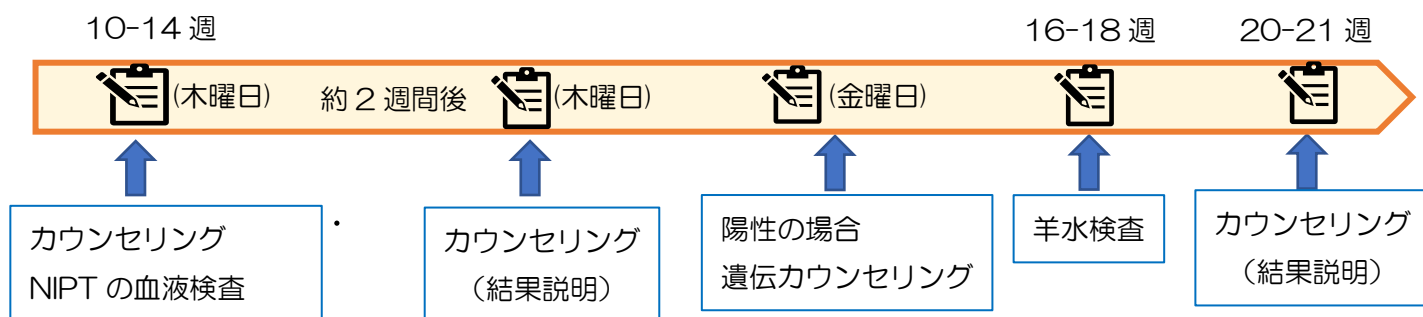 10-14 週
16-18 週
20-21 週
(木曜日)
約 2 週間後
(木曜日)
(金曜日)
カウンセリング
NIPT の血液検査
・
カウンセリング
（結果説明）
陽性の場合
遺伝カウンセリング
羊水検査
カウンセリング
（結果説明）